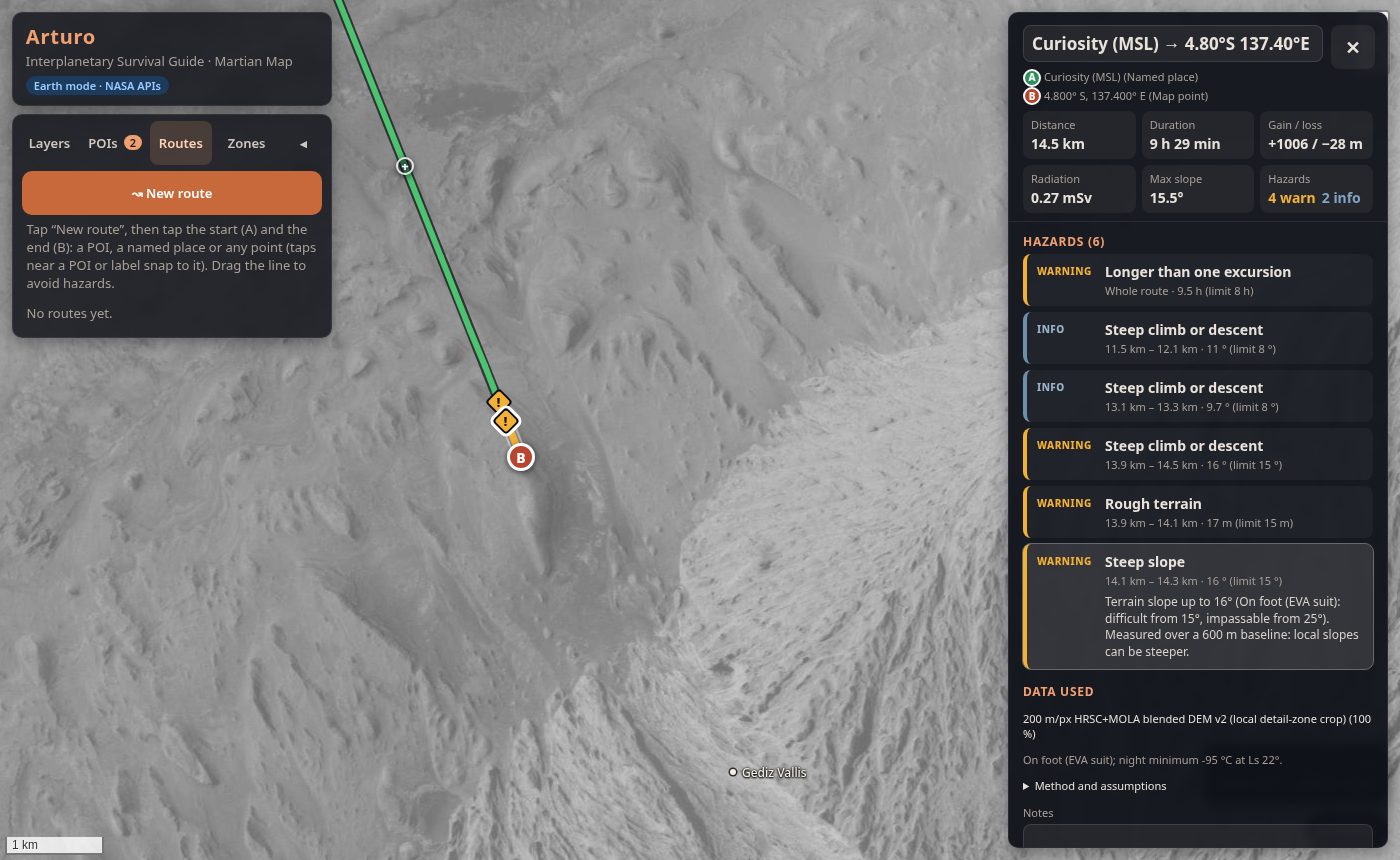 Arturo
Interplanetary Survival Guide · Martian Map
Earth mode · NASA APIs
Layers
POIs 2
Routes
Zones
◂
↝ New route
Tap “New route”, then tap the start (A) and the
end (B): a POI, a named place or any point (taps
near a POI or label snap to it). Drag the line to
avoid hazards.
No routes yet.
+
!
!
B
Gediz Vallis
1 km
Curiosity (MSL) → 4.80°S 137.40°E
✕
A Curiosity (MSL) (Named place)
B 4.800° S, 137.400° E (Map point)
Distance
14.5 km
Duration
9 h 29 min
Gain / loss
+1006 / −28 m
Radiation
0.27 mSv
Max slope
15.5°
Hazards
4 warn 2 info
HAZARDS (6)
WARNING Longer than one excursion
Whole route · 9.5 h (limit 8 h)
INFO Steep climb or descent
11.5 km – 12.1 km · 11 ° (limit 8 °)
INFO Steep climb or descent
13.1 km – 13.3 km · 9.7 ° (limit 8 °)
WARNING Steep climb or descent
13.9 km – 14.5 km · 16 ° (limit 15 °)
WARNING Rough terrain
13.9 km – 14.1 km · 17 m (limit 15 m)
WARNING Steep slope
14.1 km – 14.3 km · 16 ° (limit 15 °)
Terrain slope up to 16° (On foot (EVA suit):
difficult from 15°, impassable from 25°).
Measured over a 600 m baseline: local slopes
can be steeper.
DATA USED
200 m/px HRSC+MOLA blended DEM v2 (local detail-zone crop) (100
%)
On foot (EVA suit); night minimum -95 °C at Ls 22°.
▶ Method and assumptions
Notes